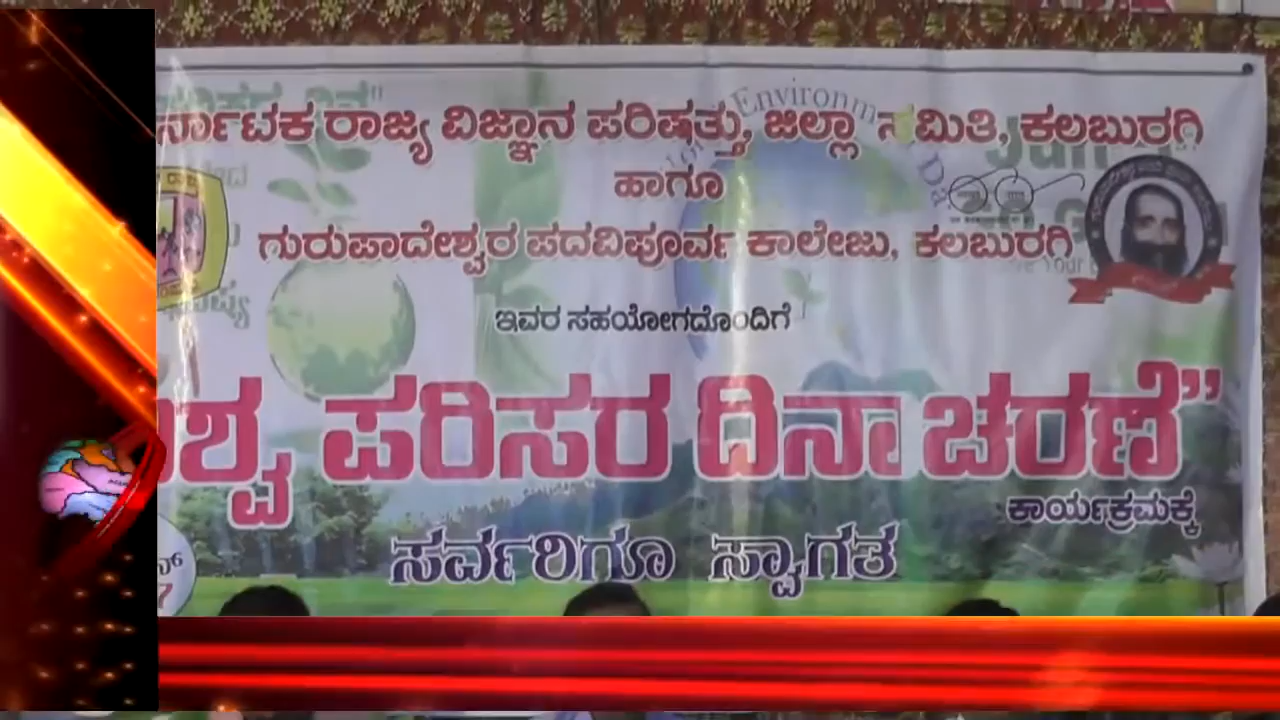 ರ್ನಾಟಕ ರಾಜ್ಯ ವಿಜ್ಞಾನ ಪರಿಷತ್ತು, ಜಿಲ್ಲಾ ಸಮಿತಿ, ಕಲಬುರಗಿ
ಹಾಗೂ
ಗುರುಪಾದೇಶ್ವರ ಪದವಿಪೂರ್ವ ಕಾಲೇಜು, ಕಲಬುರಗಿ
ಇವರ ಸಹಯೋಗದೊಂದಿಗೆ
ಶ್ವ ಪರಿಸರ ದಿನಾಚರಣೆ"
ಕಾರ್ಯಕ್ರಮಕ್ಕೆ
ಸರ್ವರಿಗೂ ಸ್ವಾಗತ